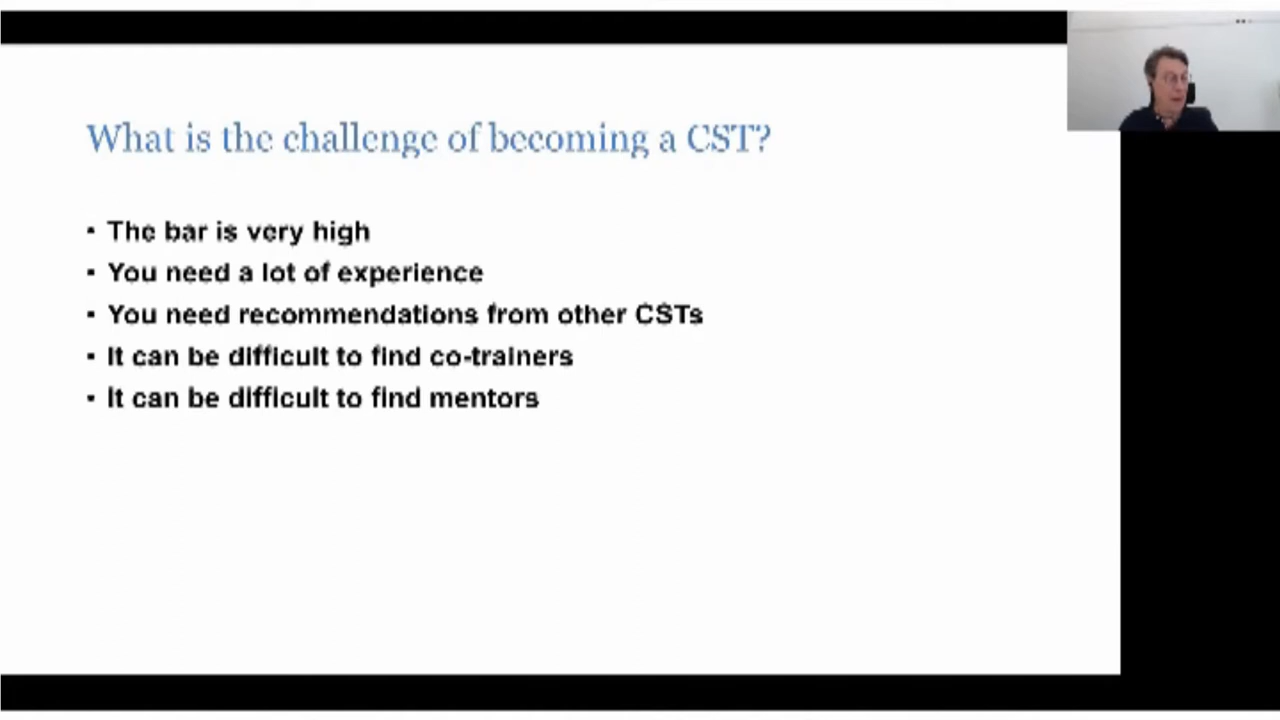 What is the challenge of becoming a CST?
▪ The bar is very high
▪ You need a lot of experience
▪ You need recommendations from other CSTs
▪ It can be difficult to find co-trainers
▪ It can be difficult to find mentors